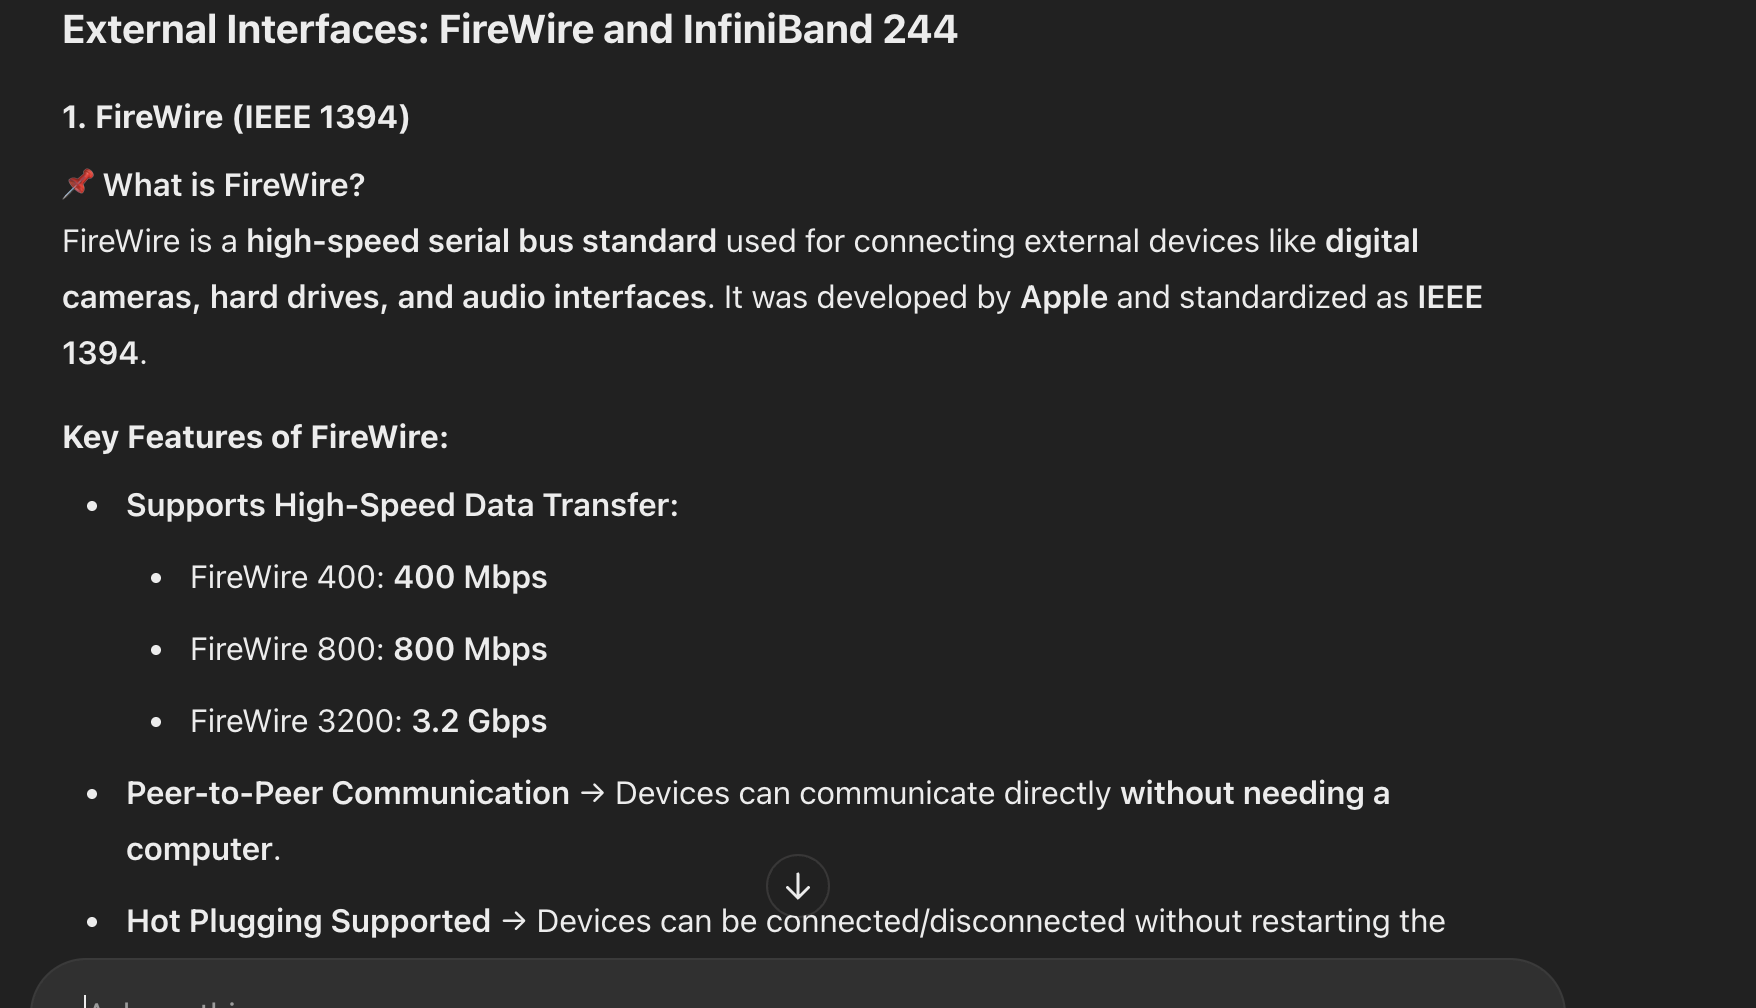 External Interfaces: FireWire and InfiniBand 244
1. FireWire (IEEE 1394)
📌 What is FireWire?
FireWire is a high-speed serial bus standard used for connecting external devices like digital
cameras, hard drives, and audio interfaces. It was developed by Apple and standardized as IEEE
1394.
Key Features of FireWire:
• Supports High-Speed Data Transfer:
• FireWire 400: 400 Mbps
• FireWire 800: 800 Mbps
• FireWire 3200: 3.2 Gbps
• Peer-to-Peer Communication → Devices can communicate directly without needing a
computer.
• Hot Plugging Supported → Devices can be connected/disconnected without restarting the